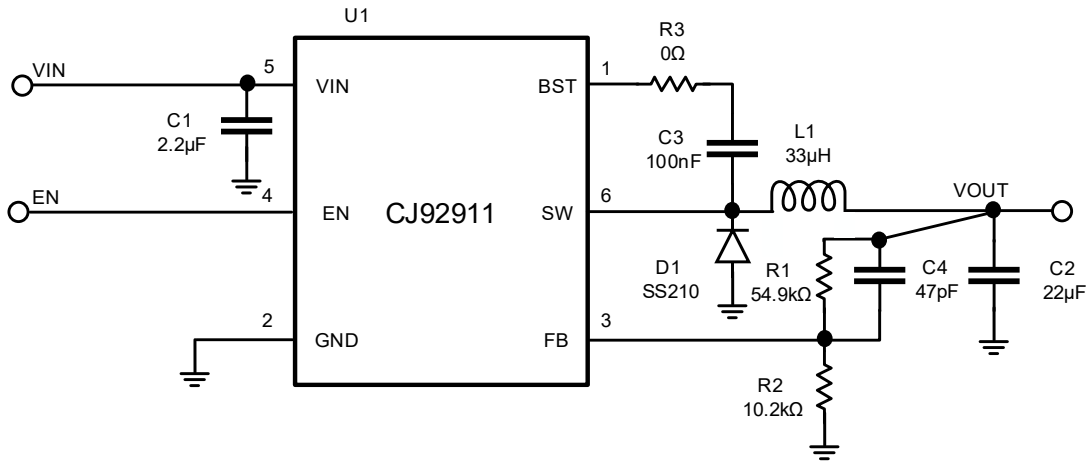 U1
R3
0Ω
VIN
5
VIN
BST
1
C1
2.2µF
C3
100nF
L1
33µH
EN
4
EN
CJ92911
SW
6
VOUT
D1
SS210
R1
54.9kΩ
C4
47pF
C2
22µF
2
GND
FB
3
R2
10.2kΩ